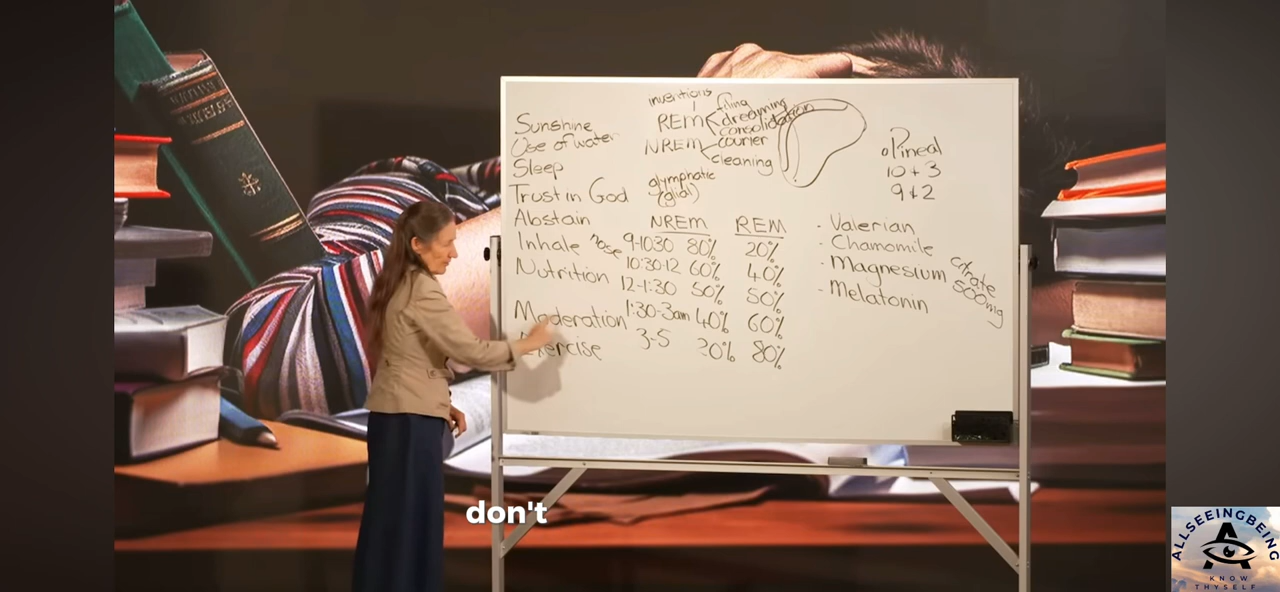 Sunshine
Use of water
Sleep
Trust in God
Abstain
Inhale nose
Nutrition
Moderation
Exercise
inventions
REM
filing
dreaming
consolidation
NREM
courier
cleaning
glymphatic
(glial)
NREM REM
9-1030 80% 20%
10:30-12 60% 40%
12-1:30 50% 50%
1:30-3am 40% 60%
3-5 20% 80%
Pineal
10 + 3
9 + 2
- Valerian
- Chamomile
- Magnesium citrate 500mg
- Melatonin
don't
ALLSEEINGBEING
KNOW
THYSELF